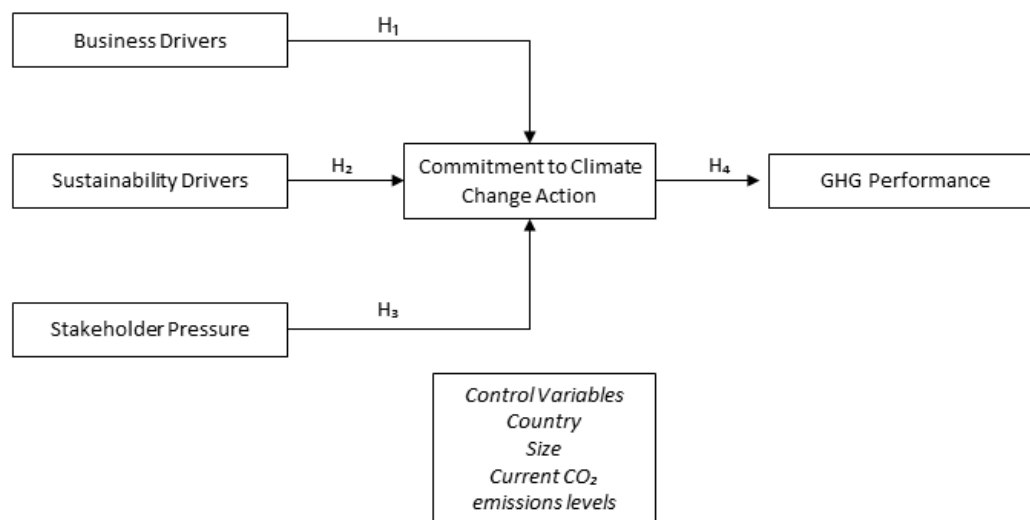 Business Drivers
H₁
Sustainability Drivers
H₂
Commitment to Climate
Change Action
H₄
GHG Performance
Stakeholder Pressure
H₃
Control Variables
Country
Size
Current CO₂
emissions levels